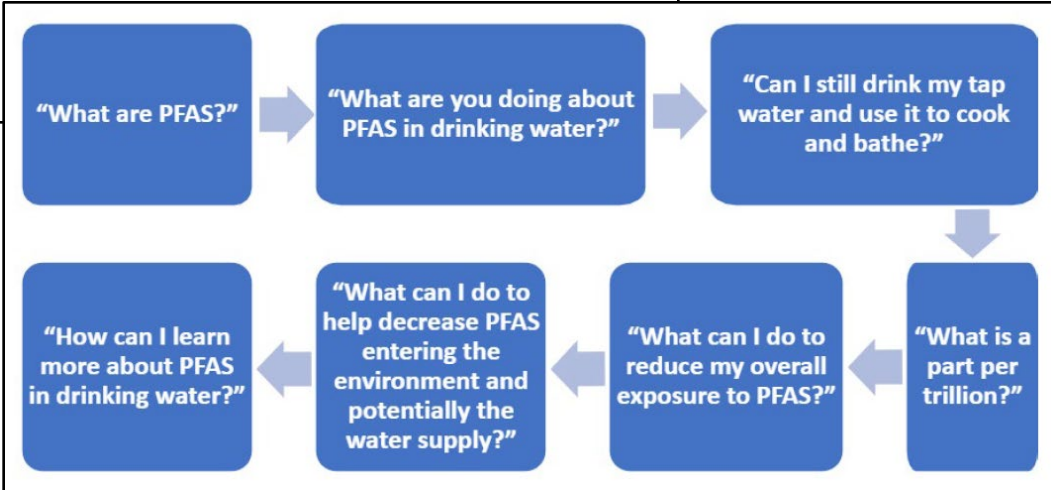 “What are PFAS?”
“What are you doing about
PFAS in drinking water?”
“Can I still drink my tap
water and use it to cook
and bathe?”
“What is a
part per
trillion?”
“What can I do to
reduce my overall
exposure to PFAS?”
“What can I do to
help decrease PFAS
entering the
environment and
potentially the
water supply?”
“How can I learn
more about PFAS
in drinking water?”